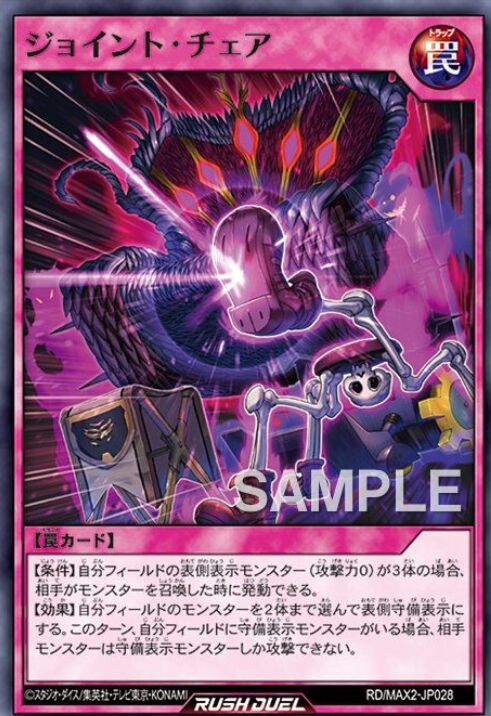 ジョイント・チェア
トラップ
罠
SAMPLE
【罠カード】
【条件】自分フィールドの表側表示モンスター（攻撃力0）が3体の場合、
相手がモンスターを召喚した時に発動できる。
【効果】自分フィールドのモンスターを2体まで選んで表側守備表示に
する。このターン、自分フィールドに守備表示モンスターがいる場合、相手
モンスターは守備表示モンスターしか攻撃できない。
©スタジオ・ダイス/集英社・テレビ東京・KONAMI
RUSH DUEL
RD/MAX2-JP028